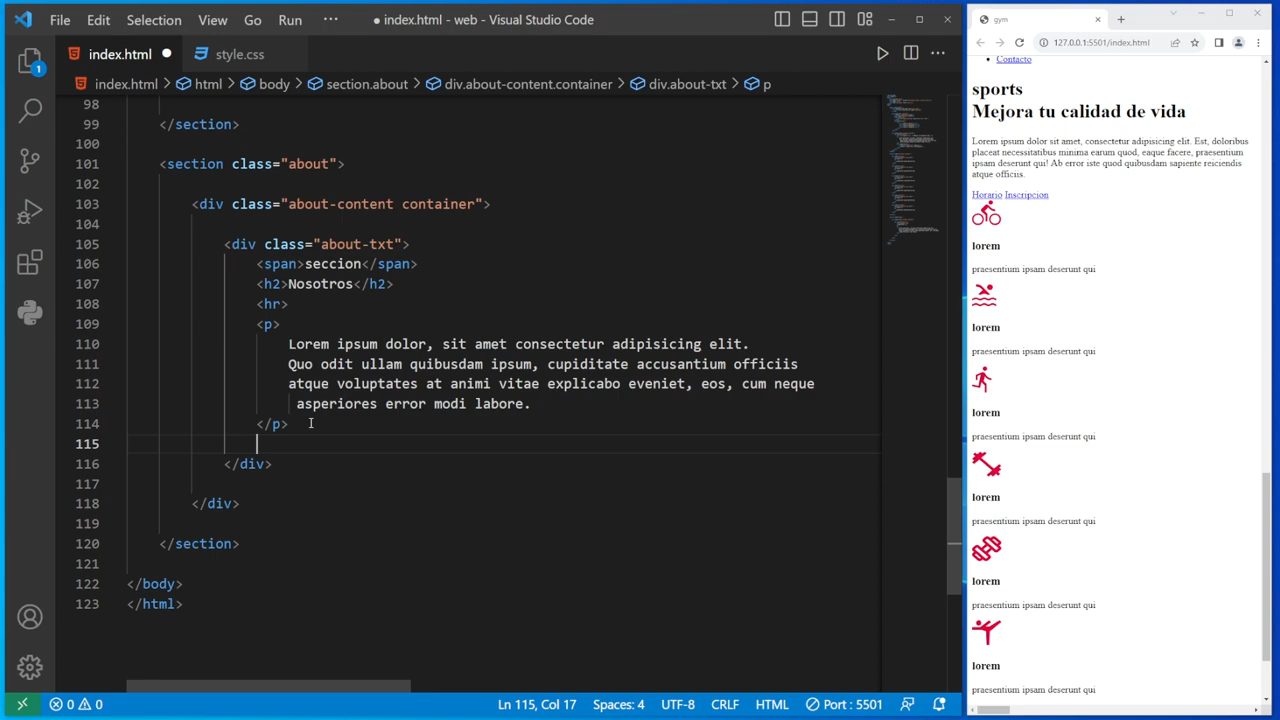 File Edit Selection View Go Run ··· ● index.html - web - Visual Studio Code
index.html ● style.css
index.html > html > body > section.about > div.about-content.container > div.about-txt > p
98
99 </section>
100
101 <section class="about">
102
103 <div class="about-content container">
104
105 <div class="about-txt">
106 <span>seccion</span>
107 <h2>Nosotros</h2>
108 <hr>
109 <p>
110 Lorem ipsum dolor, sit amet consectetur adipisicing elit.
111 Quo odit ullam quibusdam ipsum, cupiditate accusantium officiis
112 atque voluptates at animi vitae explicabo eveniet, eos, cum neque
113 asperiores error modi labore.
114 </p>
115
116 </div>
117
118 </div>
119
120 </section>
121
122 </body>
123 </html>
1
0 0 Ln 115, Col 17 Spaces: 4 UTF-8 CRLF HTML Port : 5501
gym
127.0.0.1:5501/index.html
Contacto
sports
Mejora tu calidad de vida
Lorem ipsum dolor sit amet, consectetur adipisicing elit. Est, doloribus
placeat necessitatibus minima earum quod, eaque facere, praesentium
ipsam deserunt qui! Ab error iste quod quibusdam sapiente reiciendis
atque officiis.
Horario Inscripcion
lorem
praesentium ipsam deserunt qui
lorem
praesentium ipsam deserunt qui
lorem
praesentium ipsam deserunt qui
lorem
praesentium ipsam deserunt qui
lorem
praesentium ipsam deserunt qui
lorem
praesentium ipsam deserunt qui